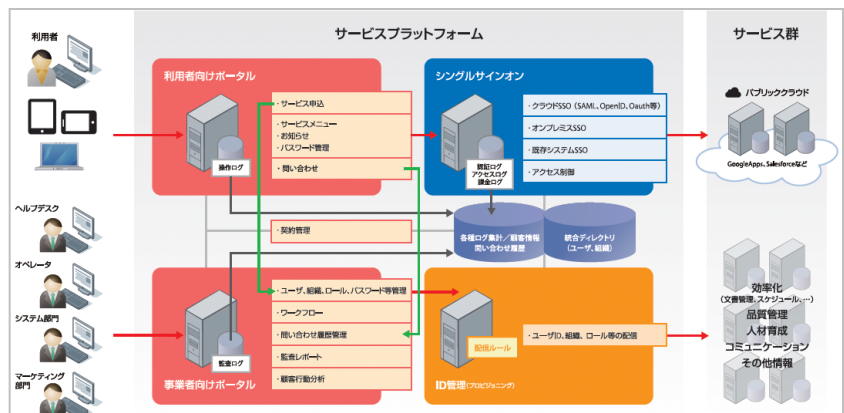 利用者
サービスプラットフォーム
サービス群
利用者向けポータル
・サービス申込
・サービスメニュー
・お知らせ
・パスワード管理
・問い合わせ
操作ログ
シングルサインオン
・クラウドSSO（SAML、OpenID、Oauth等）
・オンプレミスSSO
・既存システムSSO
・アクセス制御
認証ログ
アクセスログ
課金ログ
パブリッククラウド
GoogleApps、Salesforceなど
ヘルプデスク
オペレータ
システム部門
マーケティング
部門
・契約管理
各種ログ集計／顧客情報
問い合わせ履歴
統合ディレクトリ
（ユーザ、組織）
・ユーザ、組織、ロール、パスワード等管理
・ワークフロー
・問い合わせ履歴管理
・監査レポート
・顧客行動分析
監査ログ
事業者向けポータル
配信ルール
・ユーザID、組織、ロール等の配信
ID管理（プロビジョニング）
効率化
（文書管理、スケジュール、…）
品質管理
人材育成
コミュニケーション
その他情報